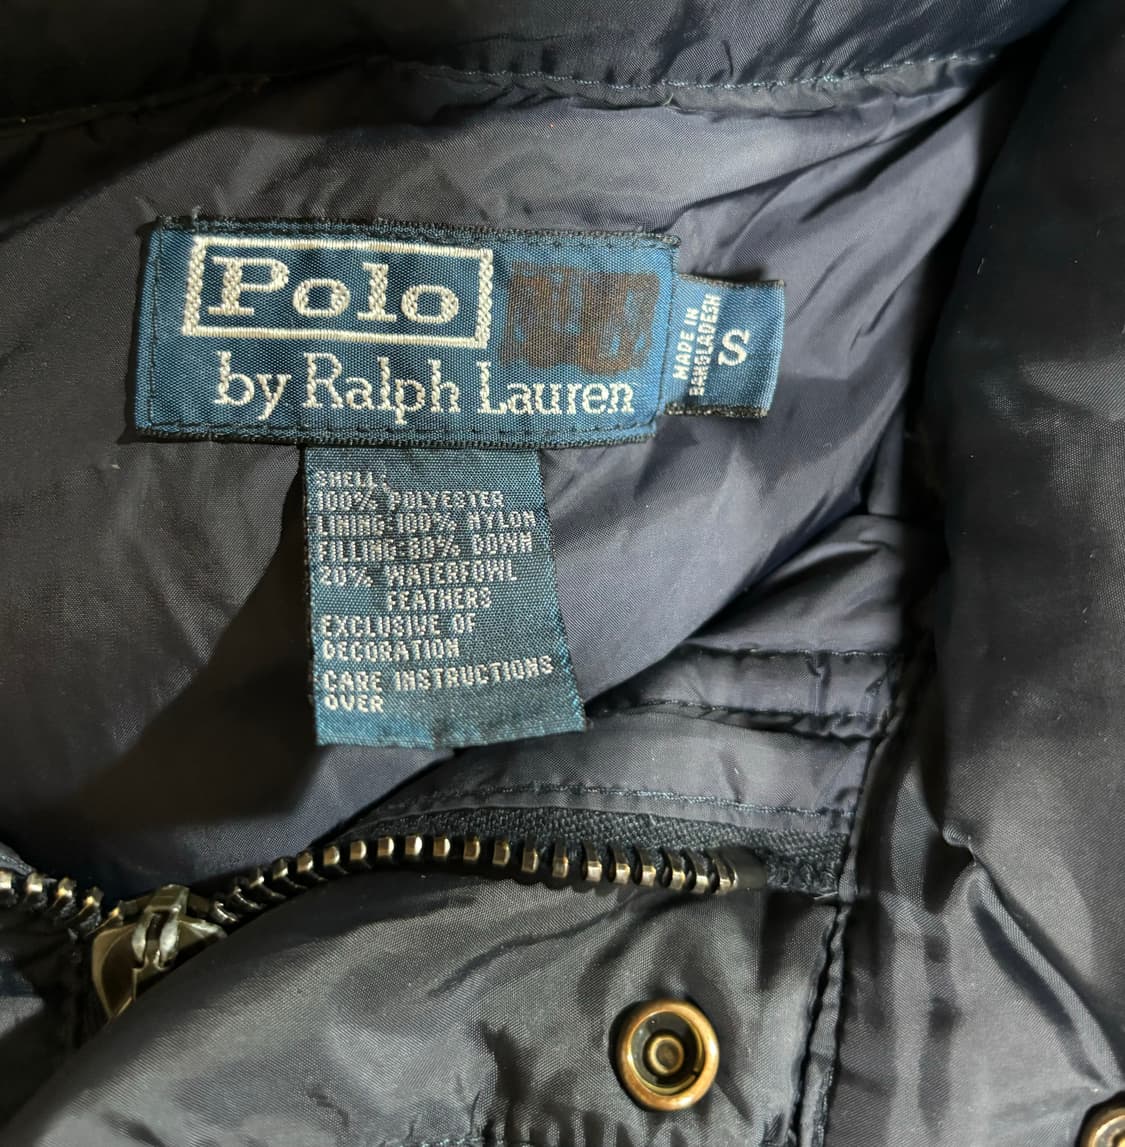 Polo
by Ralph Lauren
MADE IN
BANGLADESH
S
SHELL:
100% POLYESTER
LINING:100% NYLON
FILLING:80% DOWN
20% WATERFOWL
FEATHERS
EXCLUSIVE OF
DECORATION
CARE INSTRUCTIONS
OVER